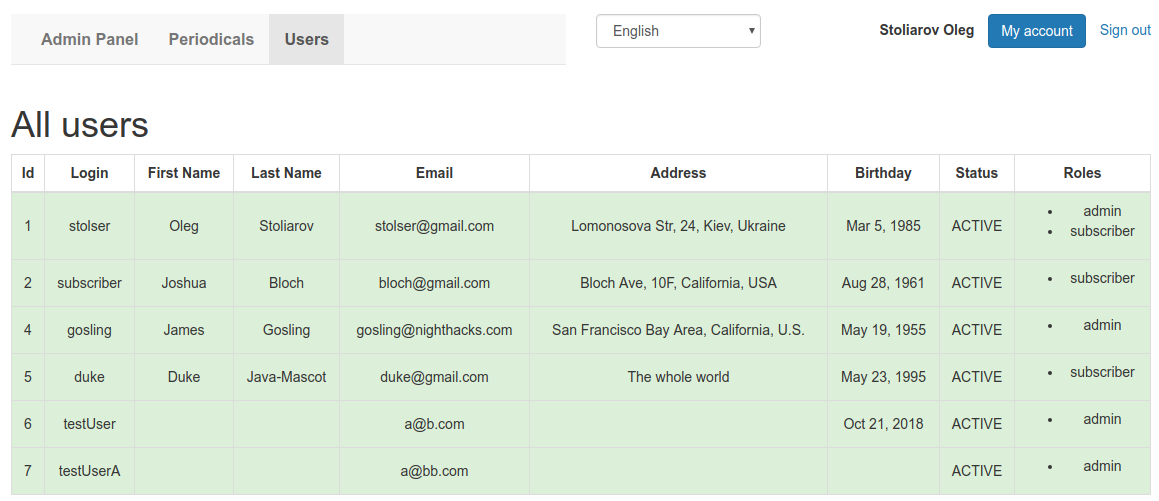 Admin Panel Periodicals Users English Stoliarov Oleg My account Sign out
All users
Id Login First Name Last Name Email Address Birthday Status Roles
1 stolser Oleg Stoliarov stolser@gmail.com Lomonosova Str, 24, Kiev, Ukraine Mar 5, 1985 ACTIVE • admin
• subscriber
2 subscriber Joshua Bloch bloch@gmail.com Bloch Ave, 10F, California, USA Aug 28, 1961 ACTIVE • subscriber
4 gosling James Gosling gosling@nighthacks.com San Francisco Bay Area, California, U.S. May 19, 1955 ACTIVE • admin
5 duke Duke Java-Mascot duke@gmail.com The whole world May 23, 1995 ACTIVE • subscriber
6 testUser a@b.com Oct 21, 2018 ACTIVE • admin
7 testUserA a@bb.com ACTIVE • admin